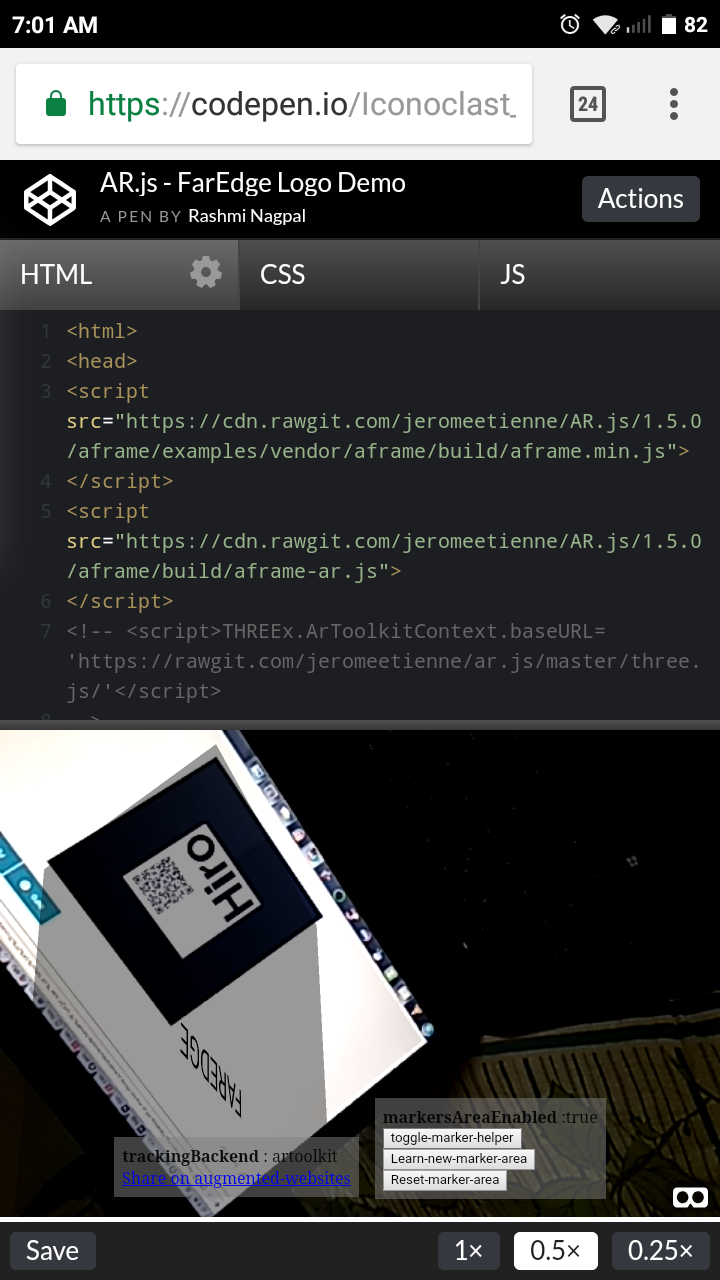 7:01 AM
82
https://codepen.io/Iconoclast_
24
AR.js - FarEdge Logo Demo
A PEN BY Rashmi Nagpal
Actions
HTML
CSS
JS
1 <html>
2 <head>
3 <script
src="https://cdn.rawgit.com/jeromeetienne/AR.js/1.5.0
/aframe/examples/vendor/aframe/build/aframe.min.js">
4 </script>
5 <script
src="https://cdn.rawgit.com/jeromeetienne/AR.js/1.5.0
/aframe/build/aframe-ar.js">
6 </script>
7 <!-- <script>THREEx.ArToolkitContext.baseURL=
'https://rawgit.com/jeromeetienne/ar.js/master/three.
js/'</script>
Hiro
FAREDGE
markersAreaEnabled :true
toggle-marker-helper
Learn-new-marker-area
Reset-marker-area
trackingBackend : artoolkit
Share on augmented-websites
Save
1×
0.5×
0.25×